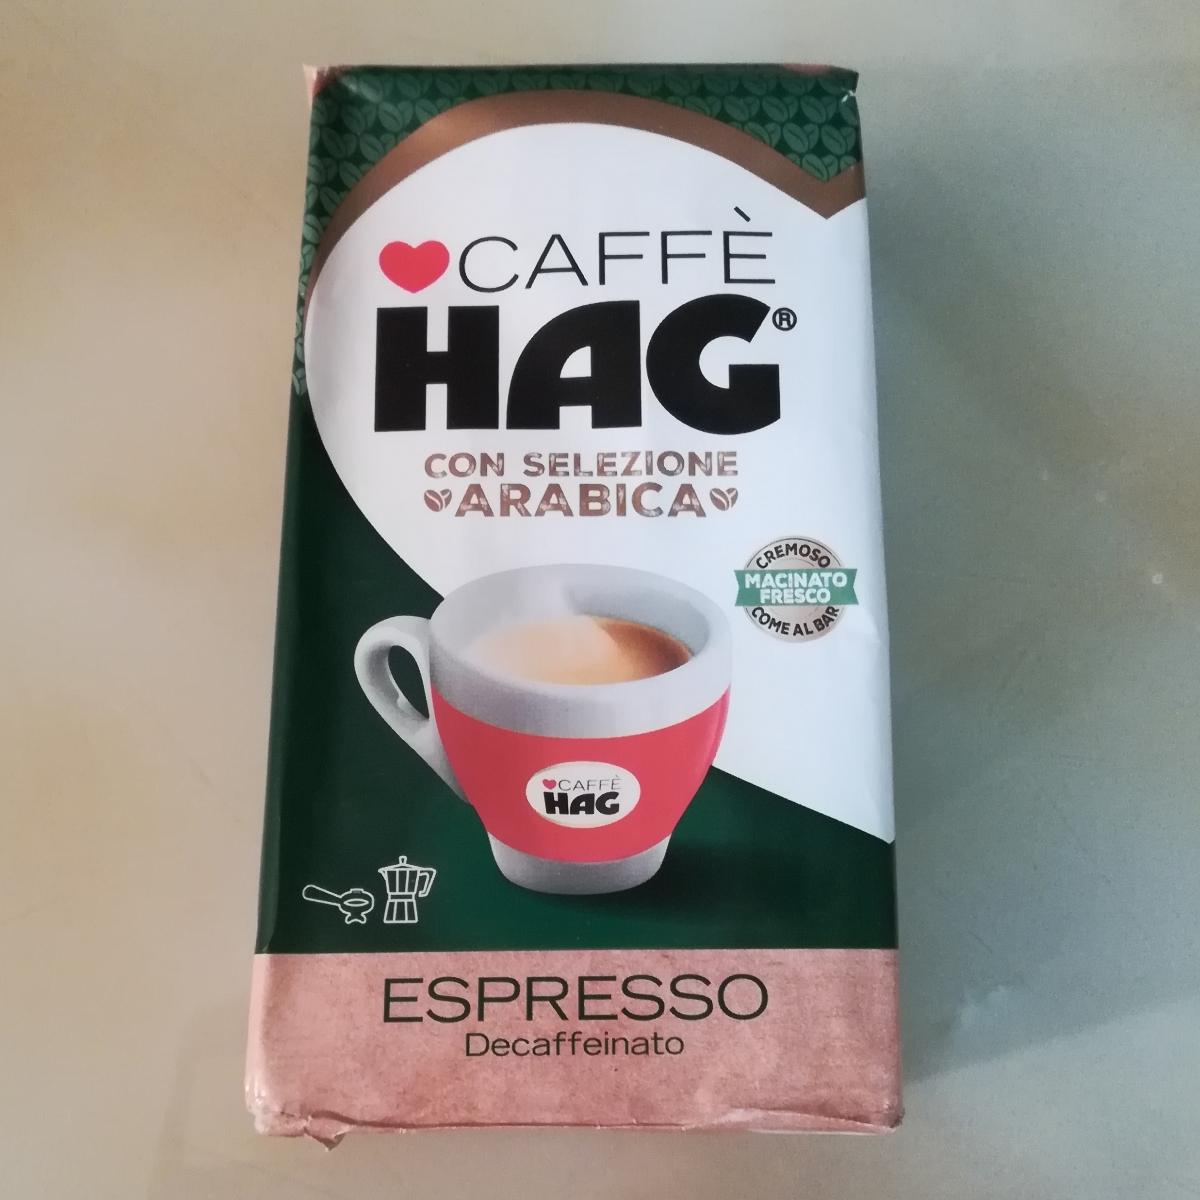 CAFFÈ
HAG®
CON SELEZIONE
ARABICA
CREMOSO
MACINATO
FRESCO
COME AL BAR
CAFFÈ
HAG
ESPRESSO
Decaffeinato